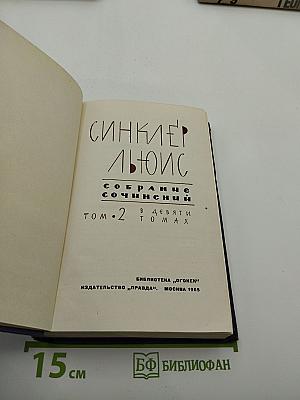 СИНКЛЕР
ЛЬЮИС
СОБРАНИЕ
СОЧИНЕНИЙ
ТОМ • 2 В ДЕВЯТИ
ТОМАХ
БИБЛИОТЕКА „ОГОНЕК"
ИЗДАТЕЛЬСТВО „ПРАВДА". МОСКВА 1965
15 см
БФ БИБЛИОФАН